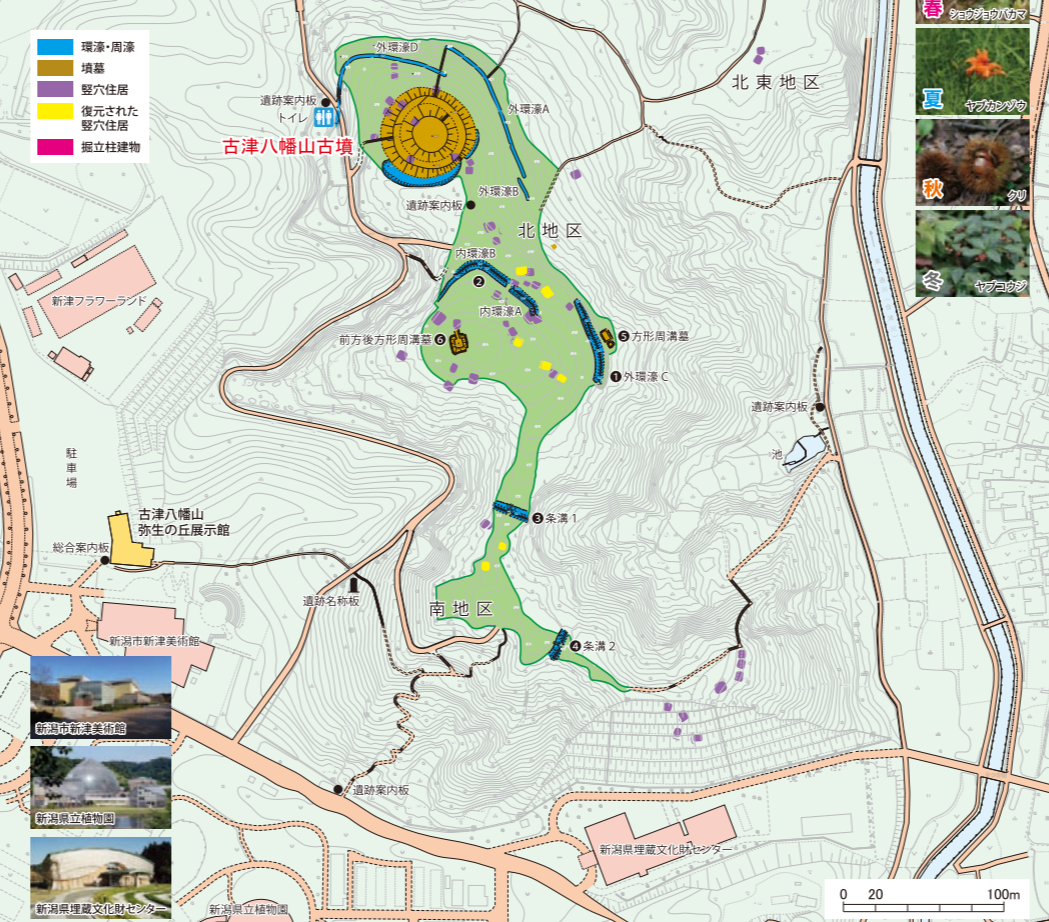 環濠・周濠
墳墓
竪穴住居
復元された
竪穴住居
掘立柱建物
外環濠D
遺跡案内板
トイレ
古津八幡山古墳
外環濠A
外環濠B
遺跡案内板
北東地区
北地区
内環濠B
❷
内環濠A
前方後方形周溝墓❻
❺方形周溝墓
❶外環濠C
新津フラワーランド
遺跡案内板
池
駐車場
古津八幡山
弥生の丘展示館
総合案内板
❸条溝1
遺跡名称板
南地区
❹条溝2
新潟市新津美術館
新潟市新津美術館
新潟県立植物園
新潟県埋蔵文化財センター
遺跡案内板
新潟県埋蔵文化財センター
新潟県立植物園
春
ショウジョウバカマ
夏
ヤブカンゾウ
秋
クリ
冬
ヤブコウジ
0 20 100m